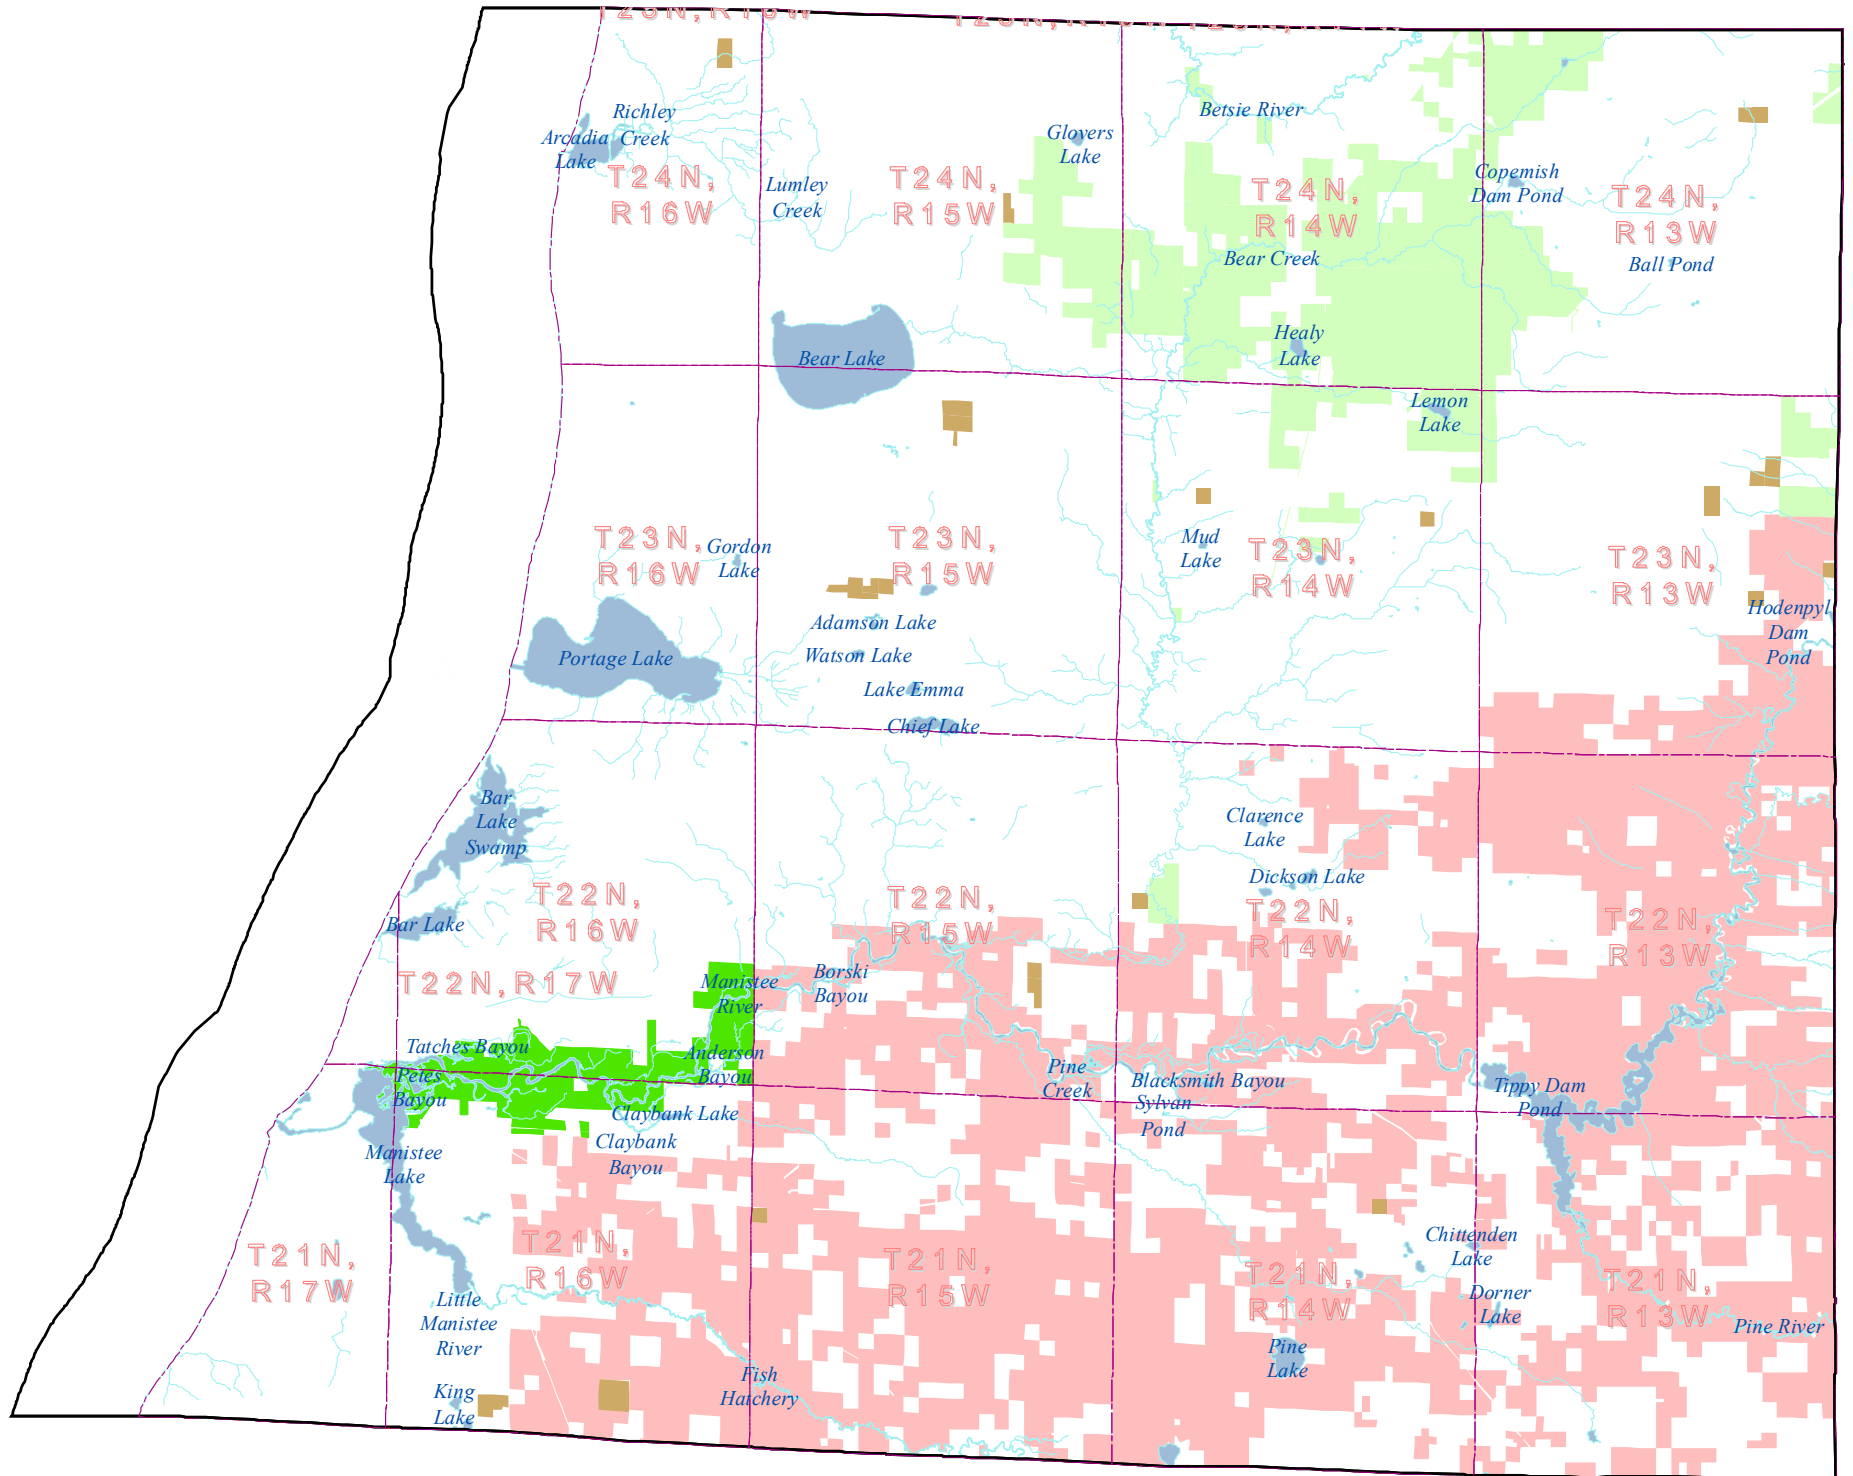 Richley
Creek
Arcadia
Lake
T24N,
R16W
Lumley
Creek
Glovers
Lake
T24N,
R15W
Betsie River
T24N,
R14W
Bear Creek
Copemish
Dam Pond
T24N,
R13W
Ball Pond
Bear Lake
Healy
Lake
Lemon
Lake
T23N,
R16W
Gordon
Lake
T23N,
R15W
Mud
Lake
T23N,
R14W
T23N,
R13W
Hodenpyl
Dam
Pond
Adamson Lake
Watson Lake
Portage Lake
Lake Emma
Chief Lake
Bar
Lake
Swamp
Clarence
Lake
Dickson Lake
T22N,
R16W
T22N,
R15W
T22N,
R14W
T22N,
R13W
Bar Lake
T22N, R17W
Manistee
River
Borski
Bayou
Tatches Bayou
Anderson
Bayou
Petes
Bayou
Pine
Creek
Blacksmith Bayou
Sylvan
Pond
Tippy Dam
Pond
Claybank Lake
Claybank
Bayou
Manistee
Lake
T21N,
R17W
T21N,
R16W
T21N,
R15W
T21N,
R14W
Chittenden
Lake
Dorner
Lake
T21N,
R13W
Pine River
Little
Manistee
River
Pine
Lake
Fish
Hatchery
King
Lake